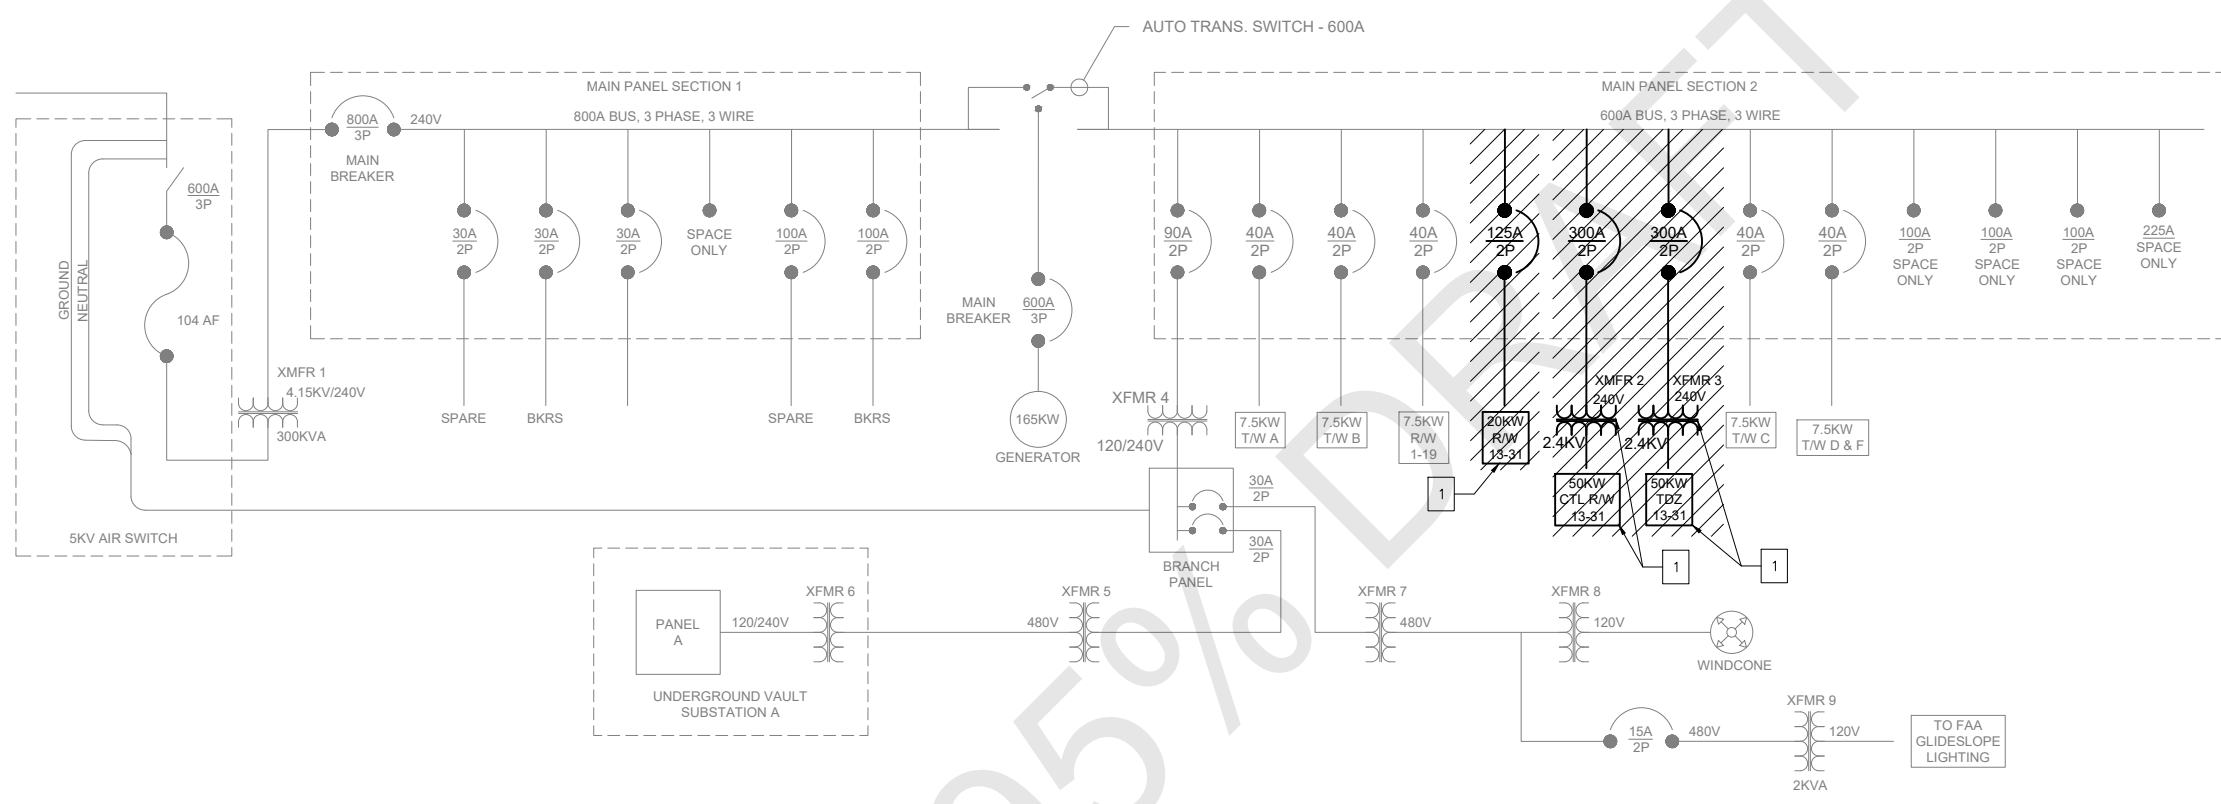 AUTO TRANS. SWITCH - 600A
MAIN PANEL SECTION 1
800A BUS, 3 PHASE, 3 WIRE
800A
3P
240V
MAIN
BREAKER
30A
2P
30A
2P
30A
2P
SPACE
ONLY
100A
2P
100A
2P
SPARE
BKRS
SPARE
BKRS
GROUND
NEUTRAL
600A
3P
104 AF
5KV AIR SWITCH
XMFR 1
4.15KV/240V
300KVA
MAIN
BREAKER
600A
3P
165KW
GENERATOR
MAIN PANEL SECTION 2
600A BUS, 3 PHASE, 3 WIRE
90A
2P
40A
2P
40A
2P
40A
2P
125A
2P
300A
2P
300A
2P
40A
2P
40A
2P
100A
2P
SPACE
ONLY
100A
2P
SPACE
ONLY
100A
2P
SPACE
ONLY
225A
SPACE
ONLY
XFMR 4
120/240V
7.5KW
T/W A
7.5KW
T/W B
7.5KW
R/W
1-19
20KW
R/W
13-31
1
XMFR 2
240V
2.4KV
50KW
CTL R/W
13-31
1
XFMR 3
240V
2.4KV
50KW
TDZ
13-31
1
7.5KW
T/W C
7.5KW
T/W D & F
30A
2P
30A
2P
BRANCH
PANEL
PANEL
A
120/240V
XFMR 6
UNDERGROUND VAULT
SUBSTATION A
480V
XFMR 5
XFMR 7
480V
XFMR 8
120V
WINDCONE
15A
2P
480V
XFMR 9
120V
2KVA
TO FAA
GLIDESLOPE
LIGHTING
95% DRAFT